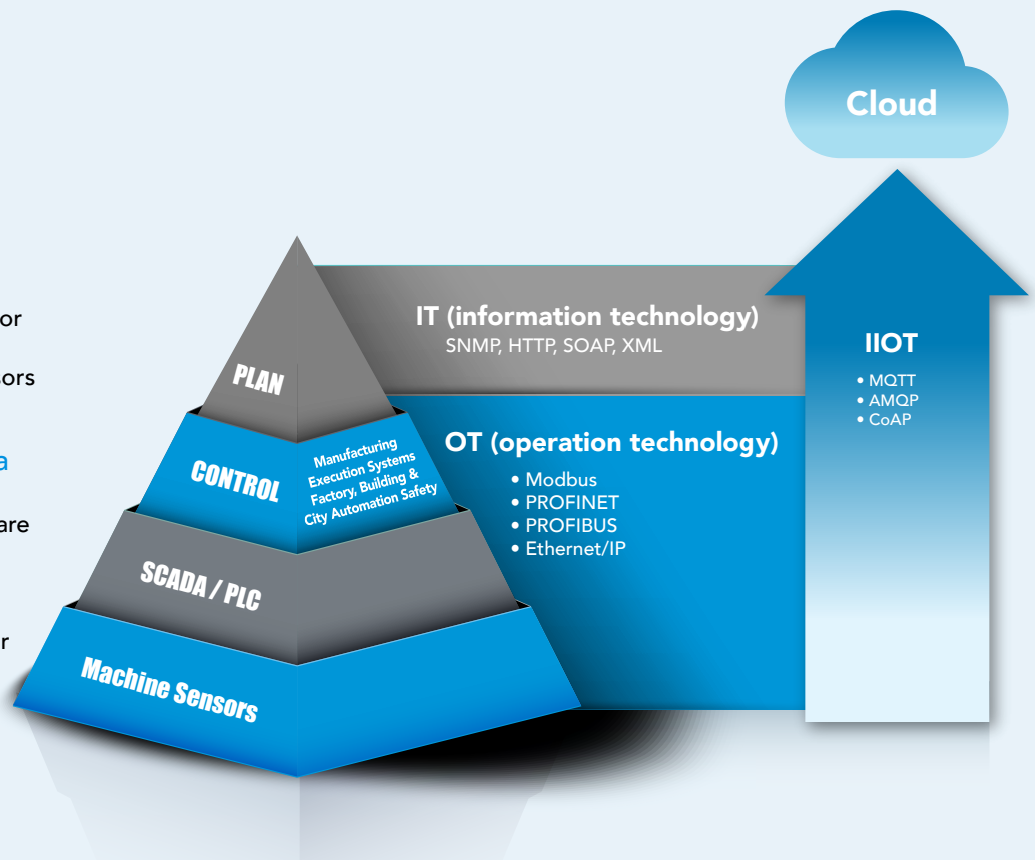 Cloud
or
sors
a
are
r
IT (information technology)
SNMP, HTTP, SOAP, XML
IIOT
• MQTT
• AMQP
• CoAP
PLAN
OT (operation technology)
• Modbus
• PROFINET
• PROFIBUS
• Ethernet/IP
CONTROL
Manufacturing
Execution Systems
Factory, Building &
City Automation Safety
SCADA / PLC
Machine Sensors